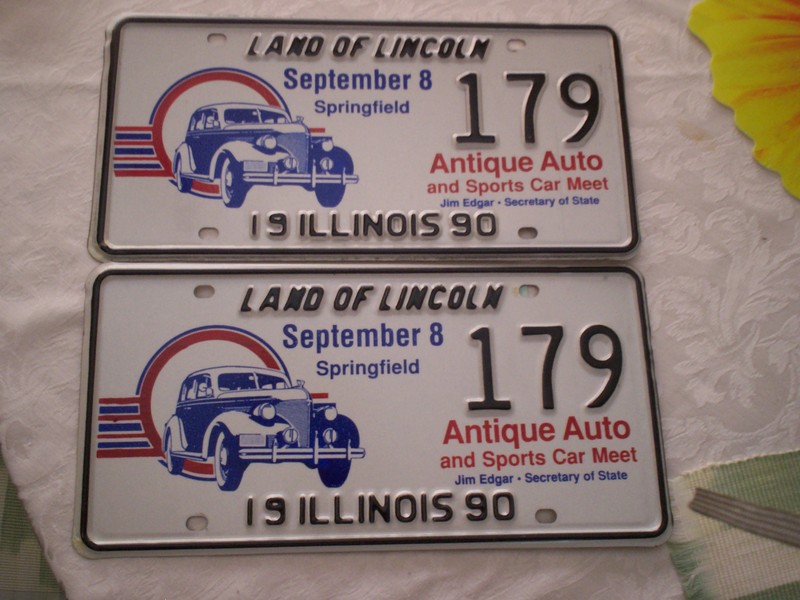 LAND OF LINCOLN
September 8
Springfield
179
Antique Auto
and Sports Car Meet
Jim Edgar • Secretary of State
19 ILLINOIS 90
LAND OF LINCOLN
September 8
Springfield
179
Antique Auto
and Sports Car Meet
Jim Edgar • Secretary of State
19 ILLINOIS 90